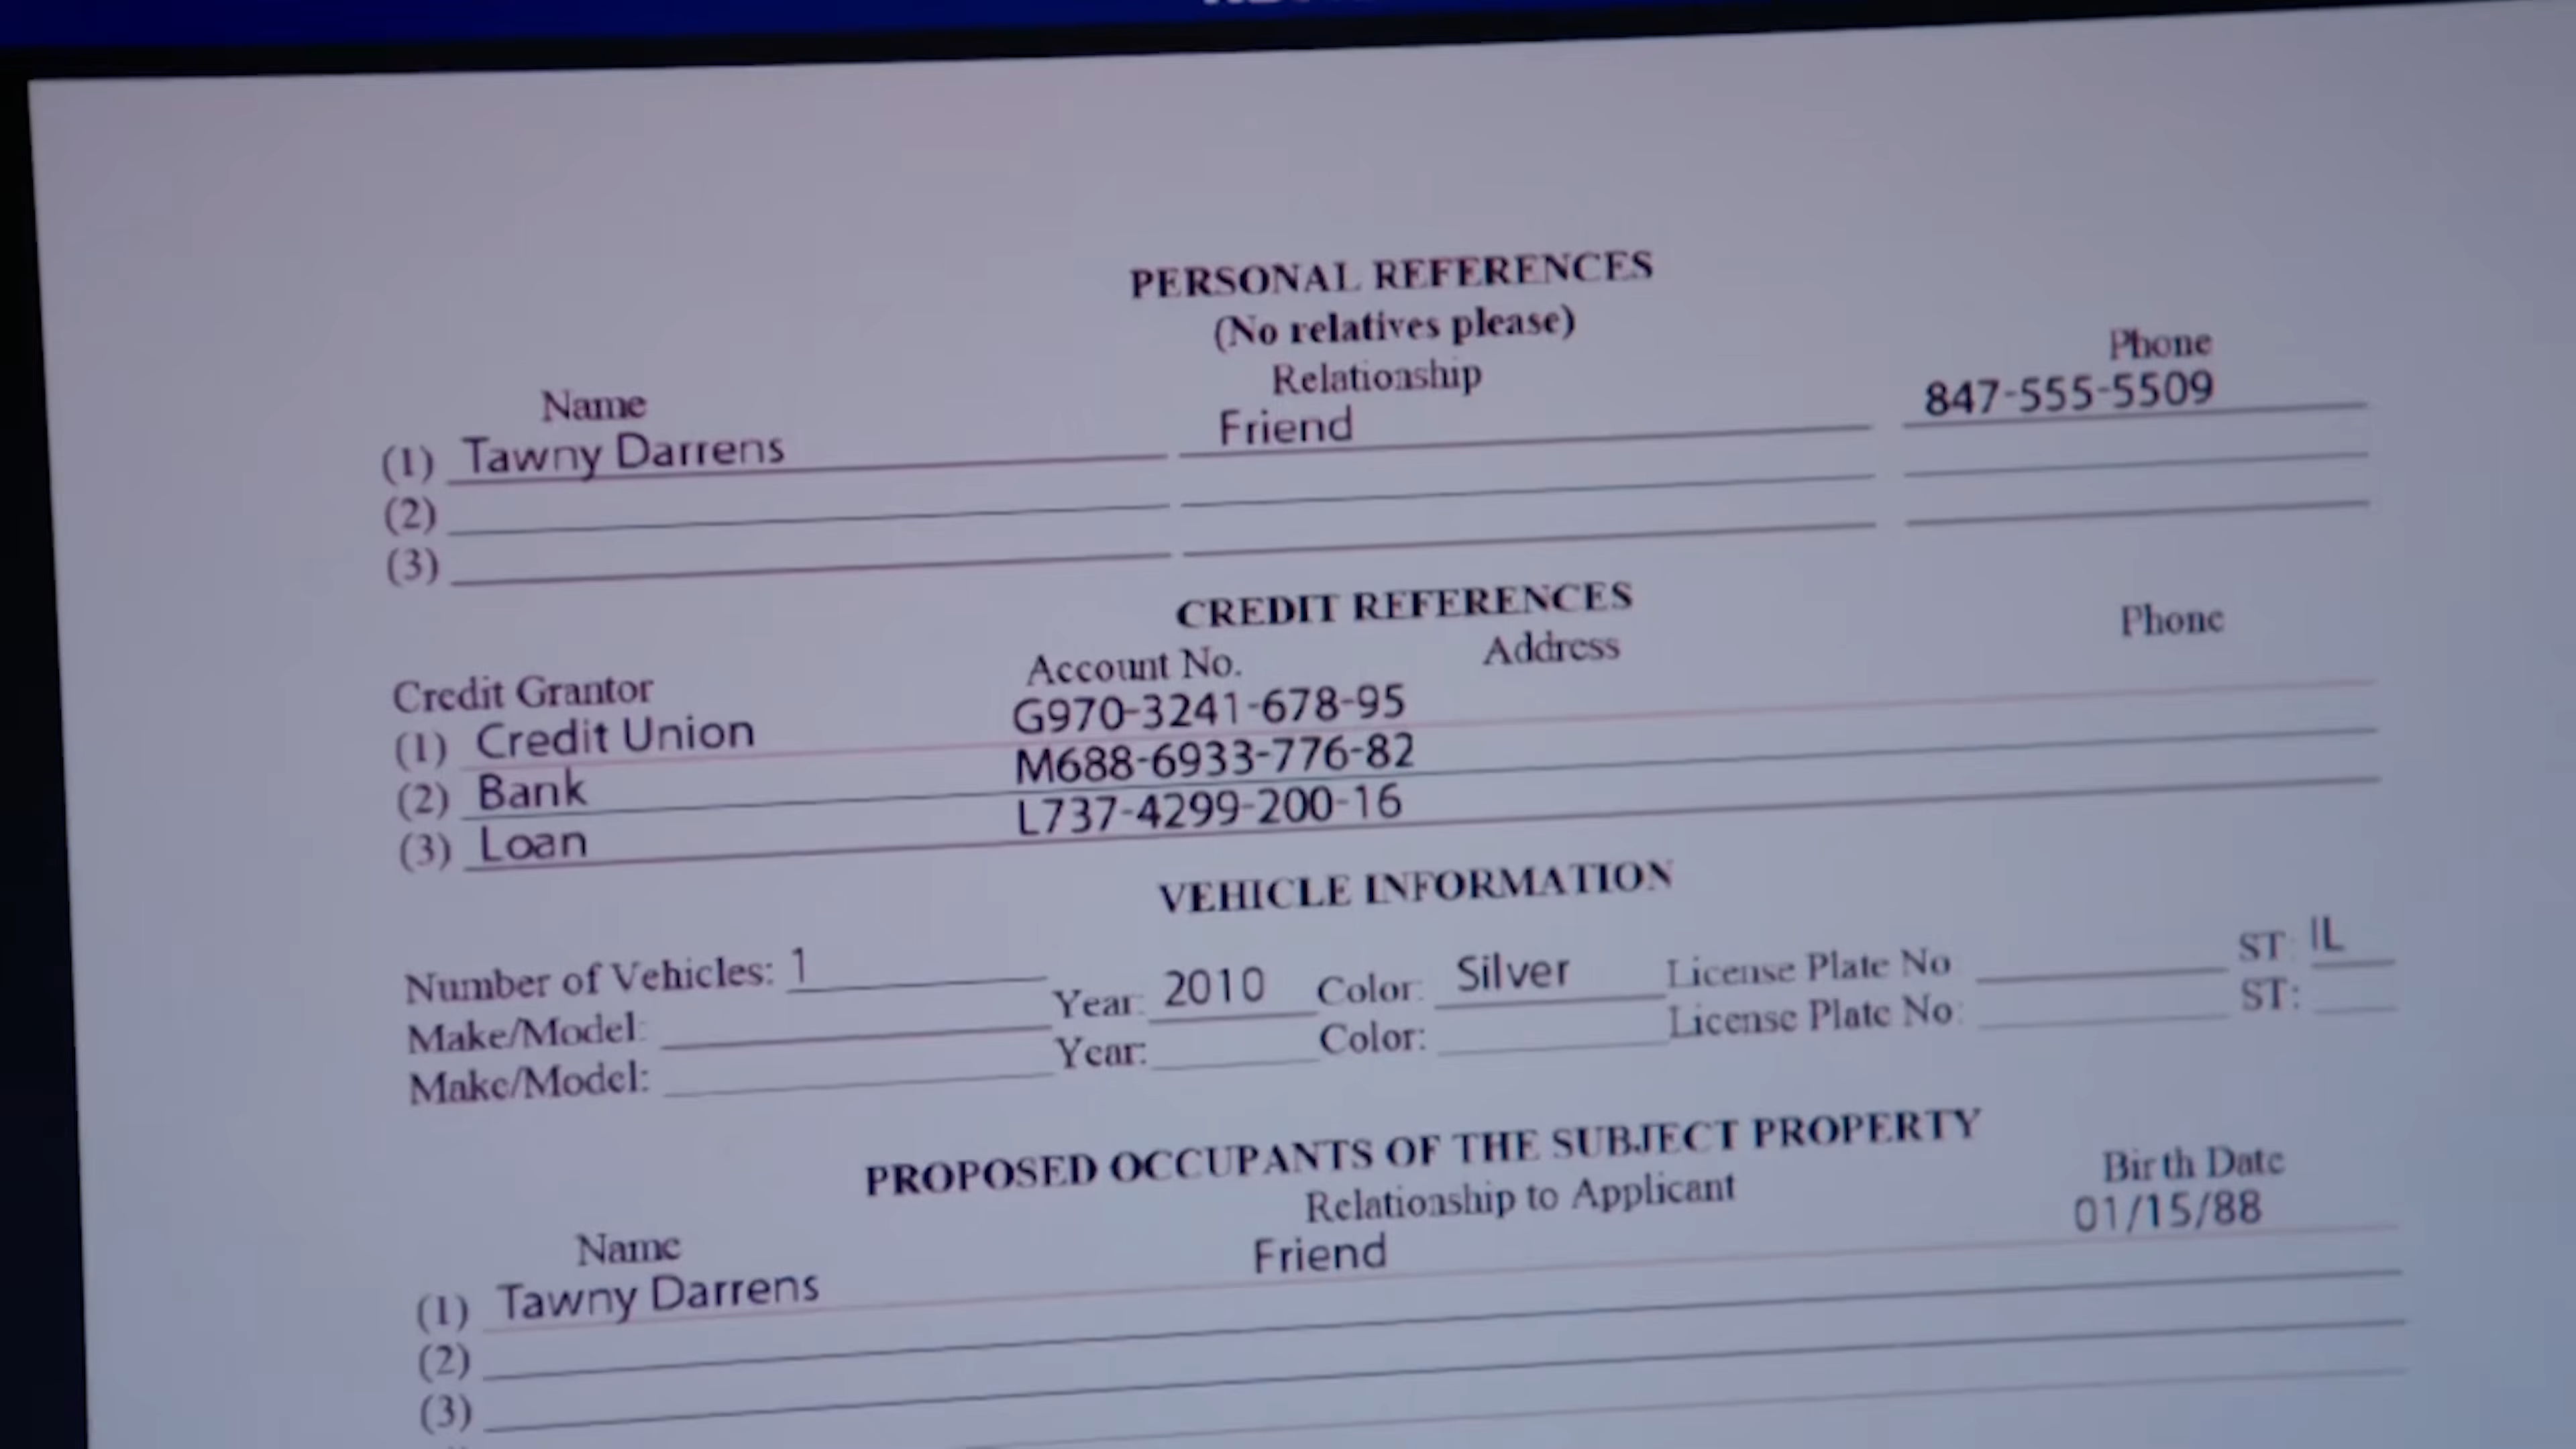 PERSONAL REFERENCES
(No relatives please)
Name Relationship Phone
(1) Tawny Darrens Friend 847-555-5509
(2)
(3)
CREDIT REFERENCES
Credit Grantor Account No. Address Phone
(1) Credit Union G970-3241-678-95
(2) Bank M688-6933-776-82
(3) Loan L737-4299-200-16
VEHICLE INFORMATION
Number of Vehicles: 1
Make/Model: Year: 2010 Color: Silver License Plate No ST: IL
Make/Model: Year: Color: License Plate No: ST:
PROPOSED OCCUPANTS OF THE SUBJECT PROPERTY
Name Relationship to Applicant Birth Date
(1) Tawny Darrens Friend 01/15/88
(2)
(3)